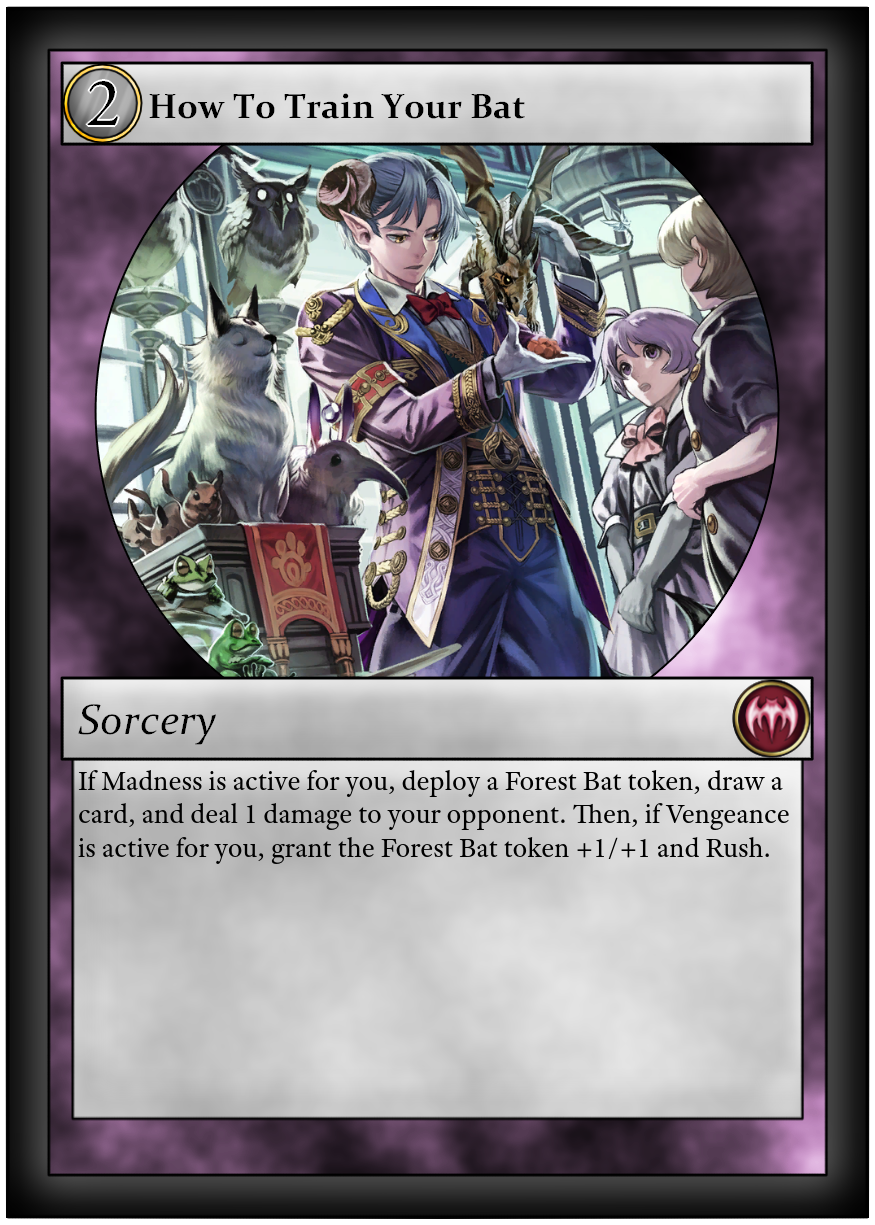 2 How To Train Your Bat
Sorcery
If Madness is active for you, deploy a Forest Bat token, draw a
card, and deal 1 damage to your opponent. Then, if Vengeance
is active for you, grant the Forest Bat token +1/+1 and Rush.